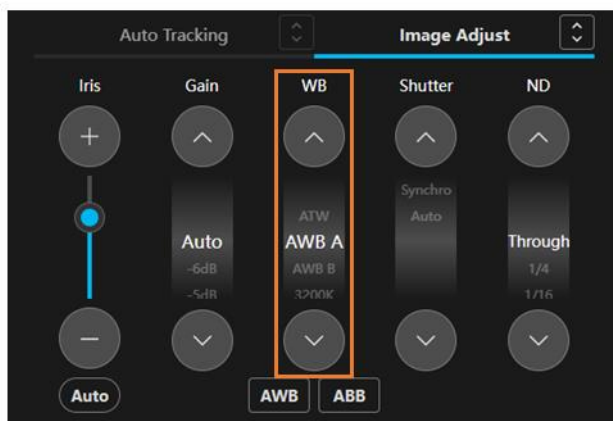 Auto Tracking Image Adjust
Iris Gain WB Shutter ND
Synchro
ATW Auto
Auto AWB A Through
-6dB AWB B 1/4
-5dB 3200K 1/16
Auto AWB ABB